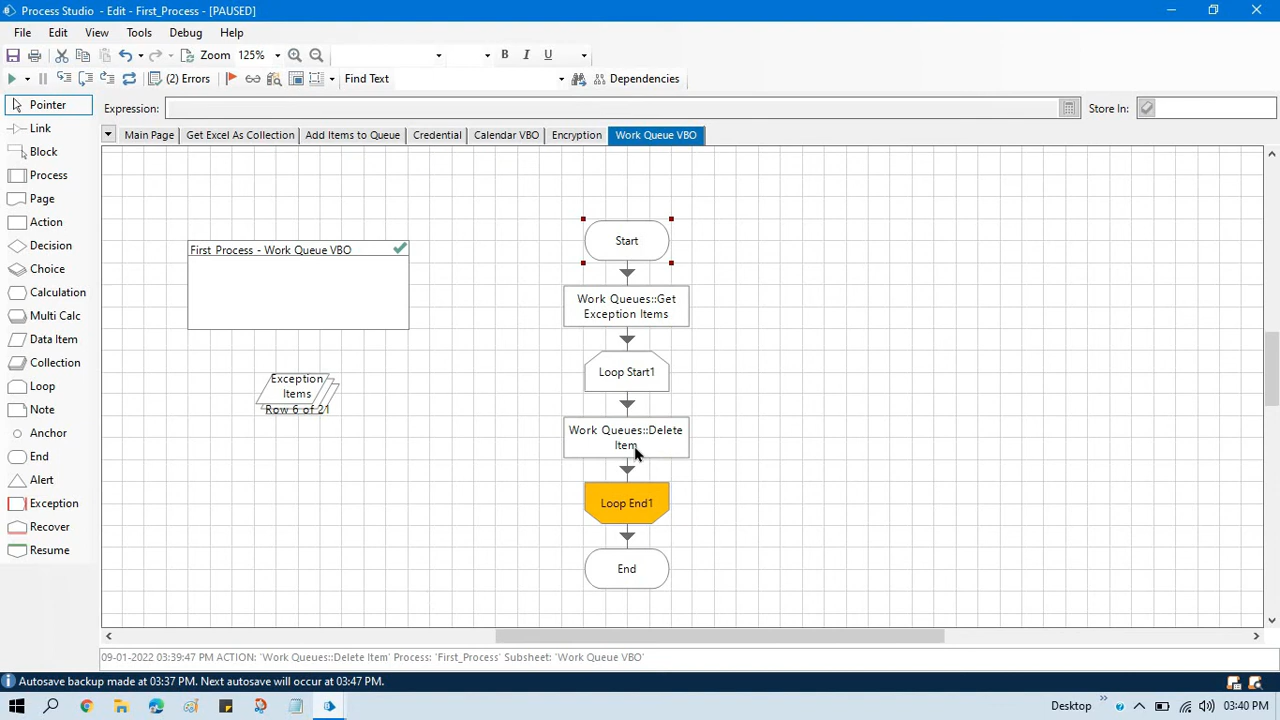 Process Studio - Edit - First_Process - [PAUSED]
File Edit View Tools Debug Help
Zoom 125% B I U
(2) Errors Find Text Dependencies
Pointer Expression: Store In:
Link Main Page Get Excel As Collection Add Items to Queue Credential Calendar VBO Encryption Work Queue VBO
Block
Process
Page
Action
Decision
Choice
Calculation
Multi Calc
Data Item
Collection
Loop
Note
Anchor
End
Alert
Exception
Recover
Resume
First Process - Work Queue VBO
Exception
Items
Row 6 of 21
Start
Work Queues::Get
Exception Items
Loop Start1
Work Queues::Delete
Item
Loop End1
End
09-01-2022 03:39:47 PM ACTION: 'Work Queues::Delete Item' Process: 'First_Process' Subsheet: 'Work Queue VBO'
Autosave backup made at 03:37 PM. Next autosave will occur at 03:47 PM.
Desktop 03:40 PM